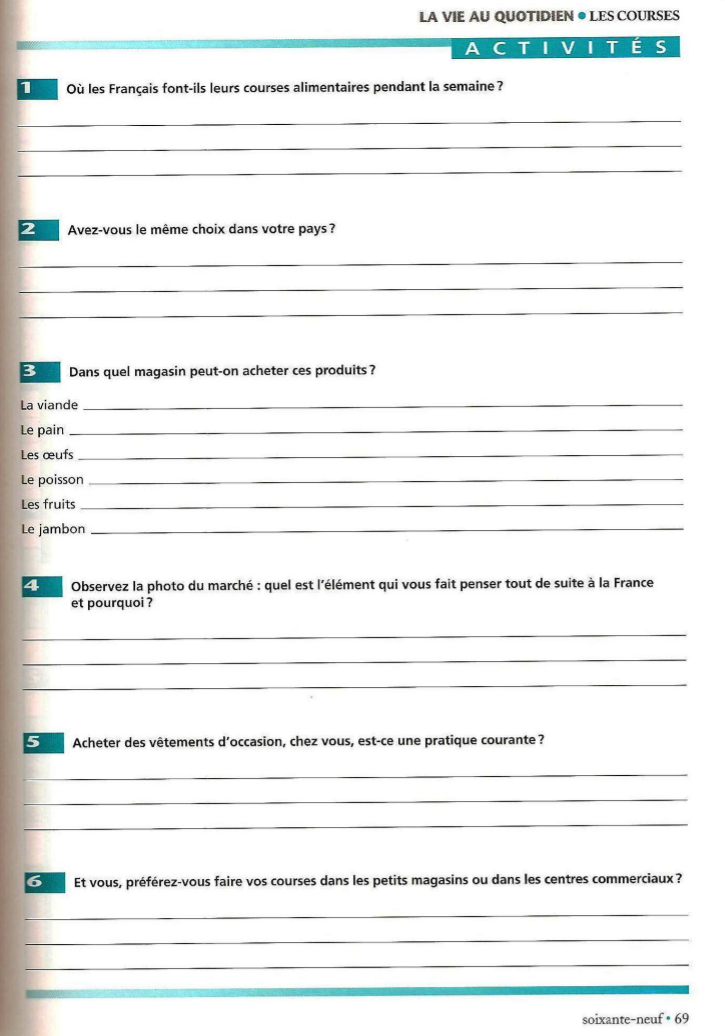 LA VIE AU QUOTIDIEN • LES COURSES
ACTIVITÉS
1 Où les Français font-ils leurs courses alimentaires pendant la semaine ?
2 Avez-vous le même choix dans votre pays ?
3 Dans quel magasin peut-on acheter ces produits ?
La viande
Le pain
Les œufs
Le poisson
Les fruits
Le jambon
4 Observez la photo du marché : quel est l'élément qui vous fait penser tout de suite à la France
et pourquoi ?
5 Acheter des vêtements d'occasion, chez vous, est-ce une pratique courante ?
6 Et vous, préférez-vous faire vos courses dans les petits magasins ou dans les centres commerciaux ?
soixante-neuf • 69